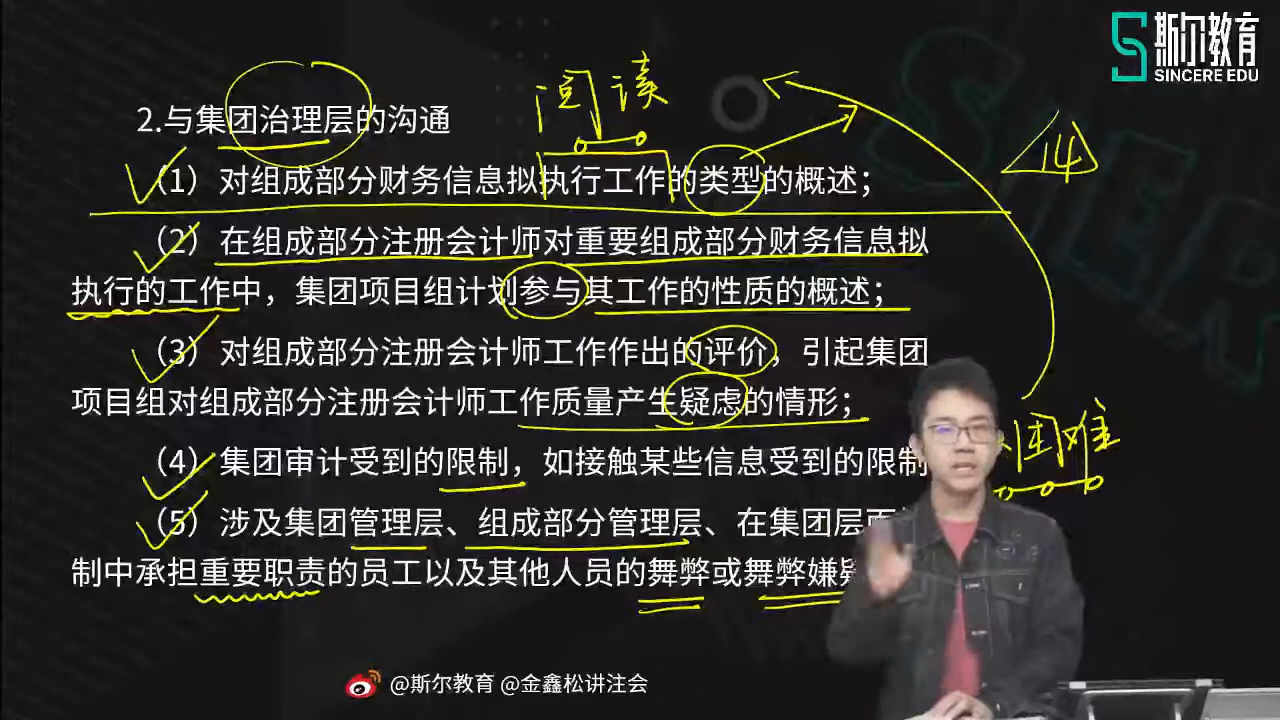 斯尔教育
SINCERE EDU
阅读
2.与集团治理层的沟通
14
(1)对组成部分财务信息拟执行工作的类型的概述;
(2)在组成部分注册会计师对重要组成部分财务信息拟
执行的工作中,集团项目组计划参与其工作的性质的概述;
(3)对组成部分注册会计师工作作出的评价,引起集团
项目组对组成部分注册会计师工作质量产生疑虑的情形;
困难
(4)集团审计受到的限制,如接触某些信息受到的限制
(5)涉及集团管理层、组成部分管理层、在集团层面
制中承担重要职责的员工以及其他人员的舞弊或舞弊嫌疑
@斯尔教育 @金鑫松讲注会